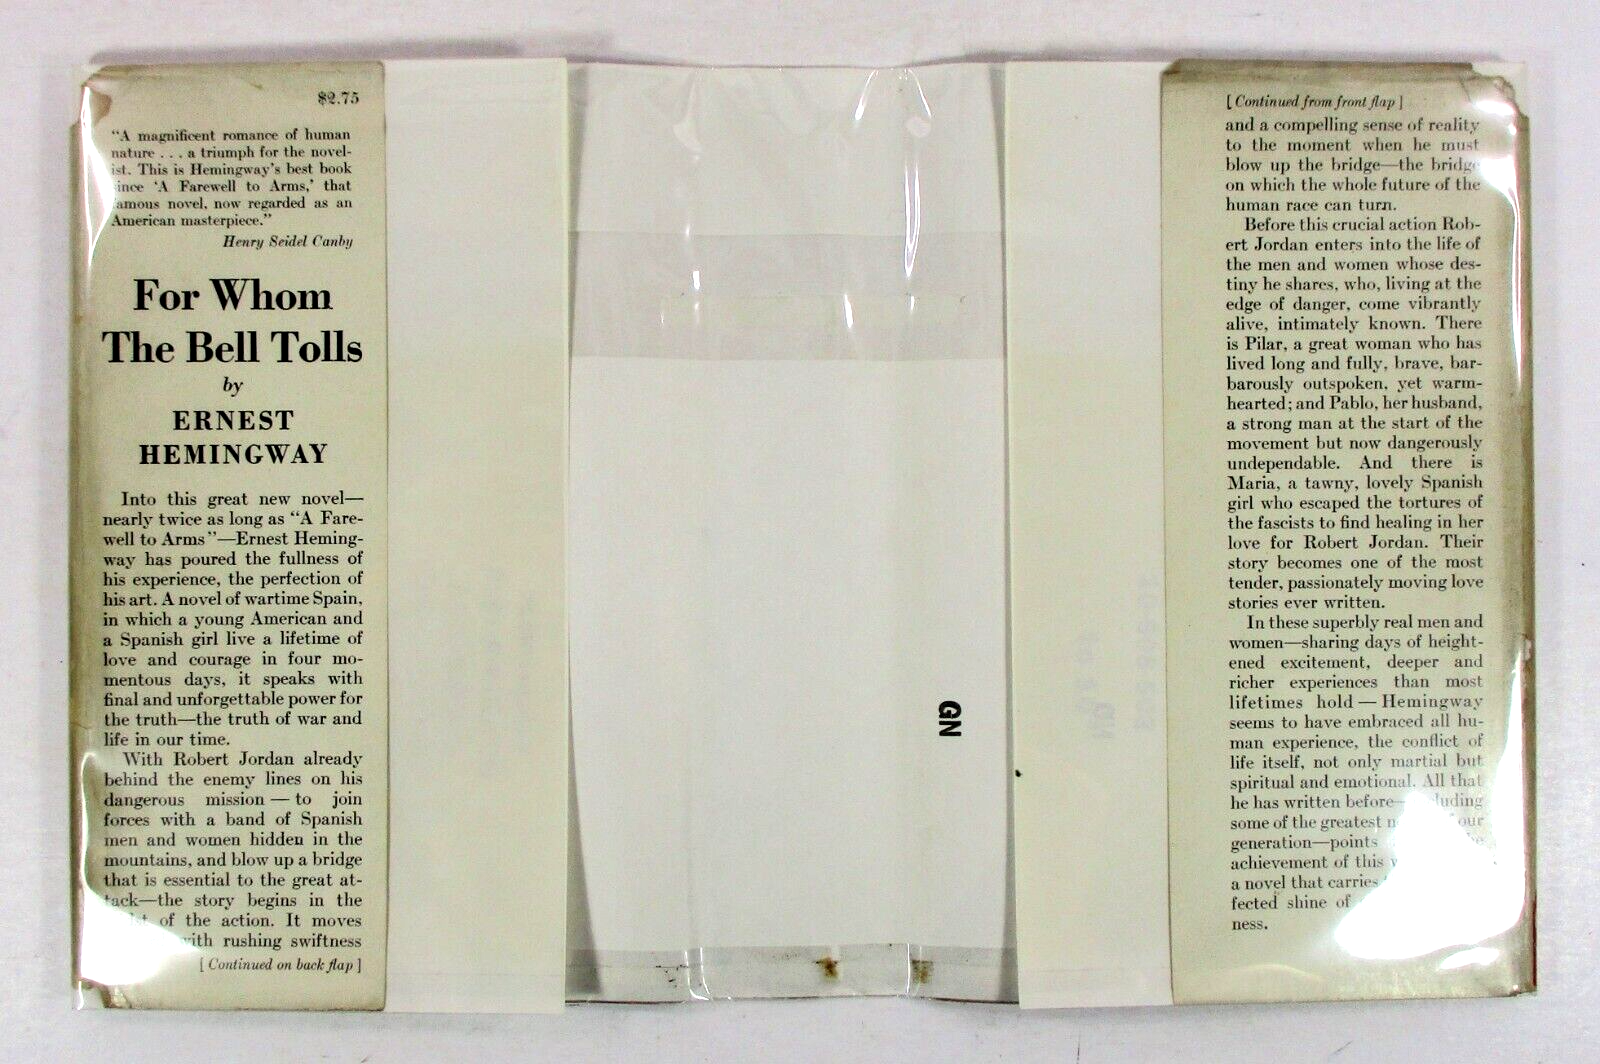 $2.75
“A magnificent romance of human
nature . . . a triumph for the novel-
ist. This is Hemingway's best book
since ‘A Farewell to Arms,’ that
famous novel, now regarded as an
American masterpiece.”
Henry Seidel Canby
For Whom
The Bell Tolls
by
ERNEST
HEMINGWAY
Into this great new novel—
nearly twice as long as “A Fare-
well to Arms”—Ernest Heming-
way has poured the fullness of
his experience, the perfection of
his art. A novel of wartime Spain,
in which a young American and
a Spanish girl live a lifetime of
love and courage in four mo-
mentous days, it speaks with
final and unforgettable power for
the truth—the truth of war and
life in our time.
With Robert Jordan already
behind the enemy lines on his
dangerous mission — to join
forces with a band of Spanish
men and women hidden in the
mountains, and blow up a bridge
that is essential to the great at-
tack—the story begins in the
of the action. It moves
with rushing swiftness
[ Continued on back flap ]
GN
[ Continued from front flap ]
and a compelling sense of reality
to the moment when he must
blow up the bridge—the bridge
on which the whole future of the
human race can turn.
Before this crucial action Rob-
ert Jordan enters into the life of
the men and women whose des-
tiny he shares, who, living at the
edge of danger, come vibrantly
alive, intimately known. There
is Pilar, a great woman who has
lived long and fully, brave, bar-
barously outspoken, yet warm-
hearted; and Pablo, her husband,
a strong man at the start of the
movement but now dangerously
undependable. And there is
Maria, a tawny, lovely Spanish
girl who escaped the tortures of
the fascists to find healing in her
love for Robert Jordan. Their
story becomes one of the most
tender, passionately moving love
stories ever written.
In these superbly real men and
women—sharing days of height-
ened excitement, deeper and
richer experiences than most
lifetimes hold — Hemingway
seems to have embraced all hu-
man experience, the conflict of
life itself, not only martial but
spiritual and emotional. All that
he has written before—including
some of the greatest our
generation—points
achievement of this
a novel that carries
fected shine of
ness.